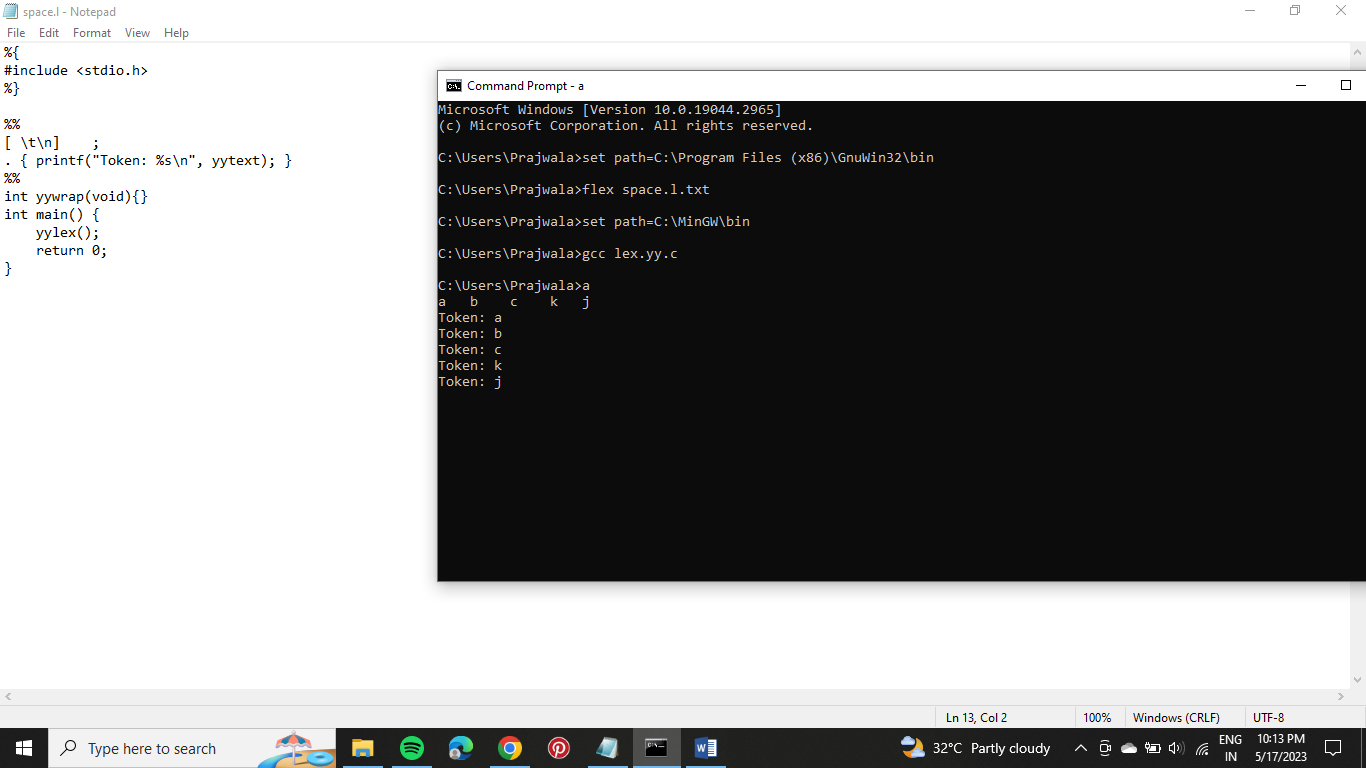 space.l - Notepad
File Edit Format View Help
%{
#include <stdio.h>
%}
%%
[ \t\n]    ;
. { printf("Token: %s\n", yytext); }
%%
int yywrap(void){}
int main() {
    yylex();
    return 0;
}
Command Prompt - a
Microsoft Windows [Version 10.0.19044.2965]
(c) Microsoft Corporation. All rights reserved.
C:\Users\Prajwala>set path=C:\Program Files (x86)\GnuWin32\bin
C:\Users\Prajwala>flex space.l.txt
C:\Users\Prajwala>set path=C:\MinGW\bin
C:\Users\Prajwala>gcc lex.yy.c
C:\Users\Prajwala>a
a   b    c    k   j
Token: a
Token: b
Token: c
Token: k
Token: j
Ln 13, Col 2 100% Windows (CRLF) UTF-8
Type here to search
32°C Partly cloudy
ENG
IN
10:13 PM
5/17/2023